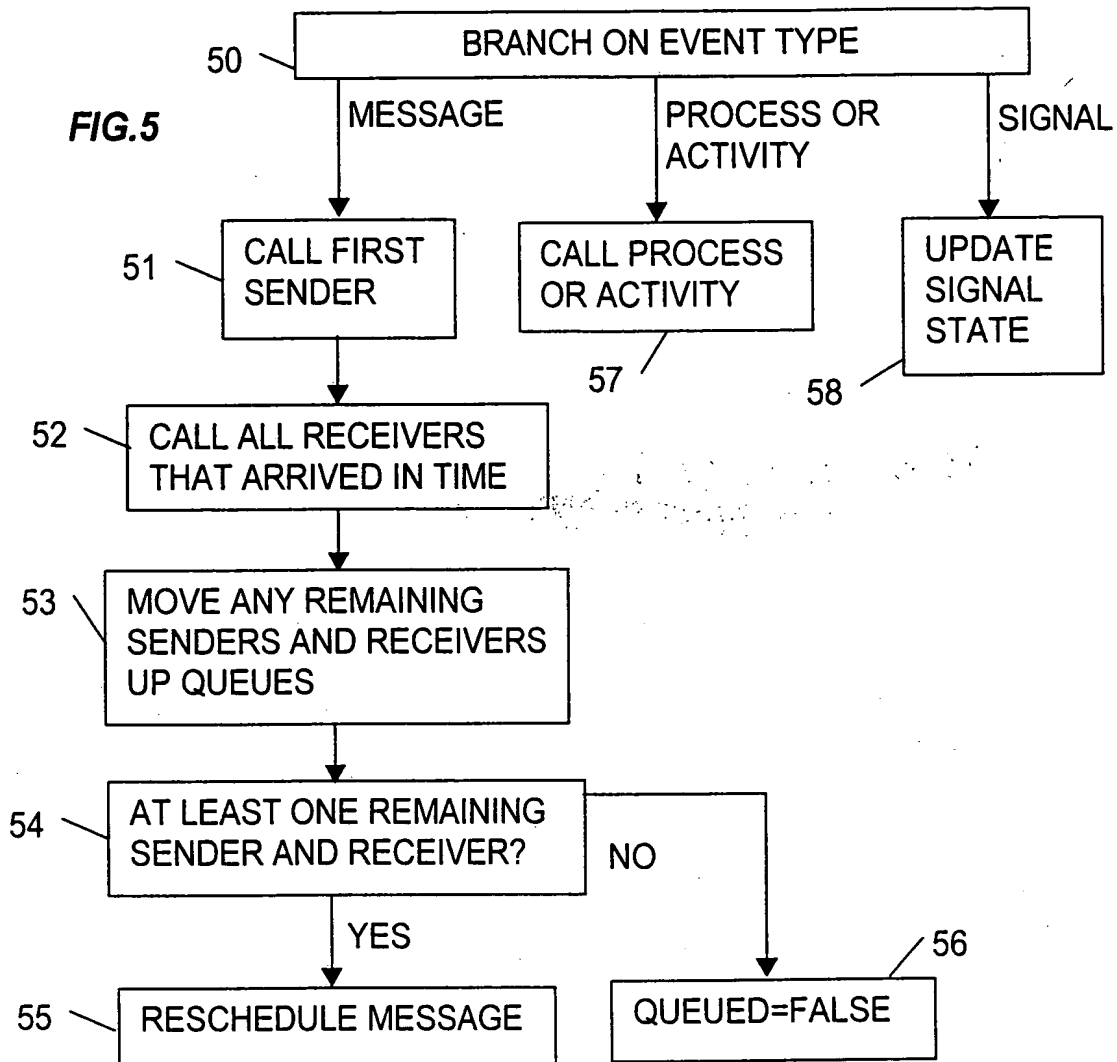 BRANCH ON EVENT TYPE
50
FIG.5
MESSAGE
PROCESS OR
ACTIVITY
SIGNAL
51
CALL FIRST
SENDER
CALL PROCESS
OR ACTIVITY
57
UPDATE
SIGNAL
STATE
58
52
CALL ALL RECEIVERS
THAT ARRIVED IN TIME
53
MOVE ANY REMAINING
SENDERS AND RECEIVERS
UP QUEUES
54
AT LEAST ONE REMAINING
SENDER AND RECEIVER?
NO
YES
56
55
RESCHEDULE MESSAGE
QUEUED=FALSE